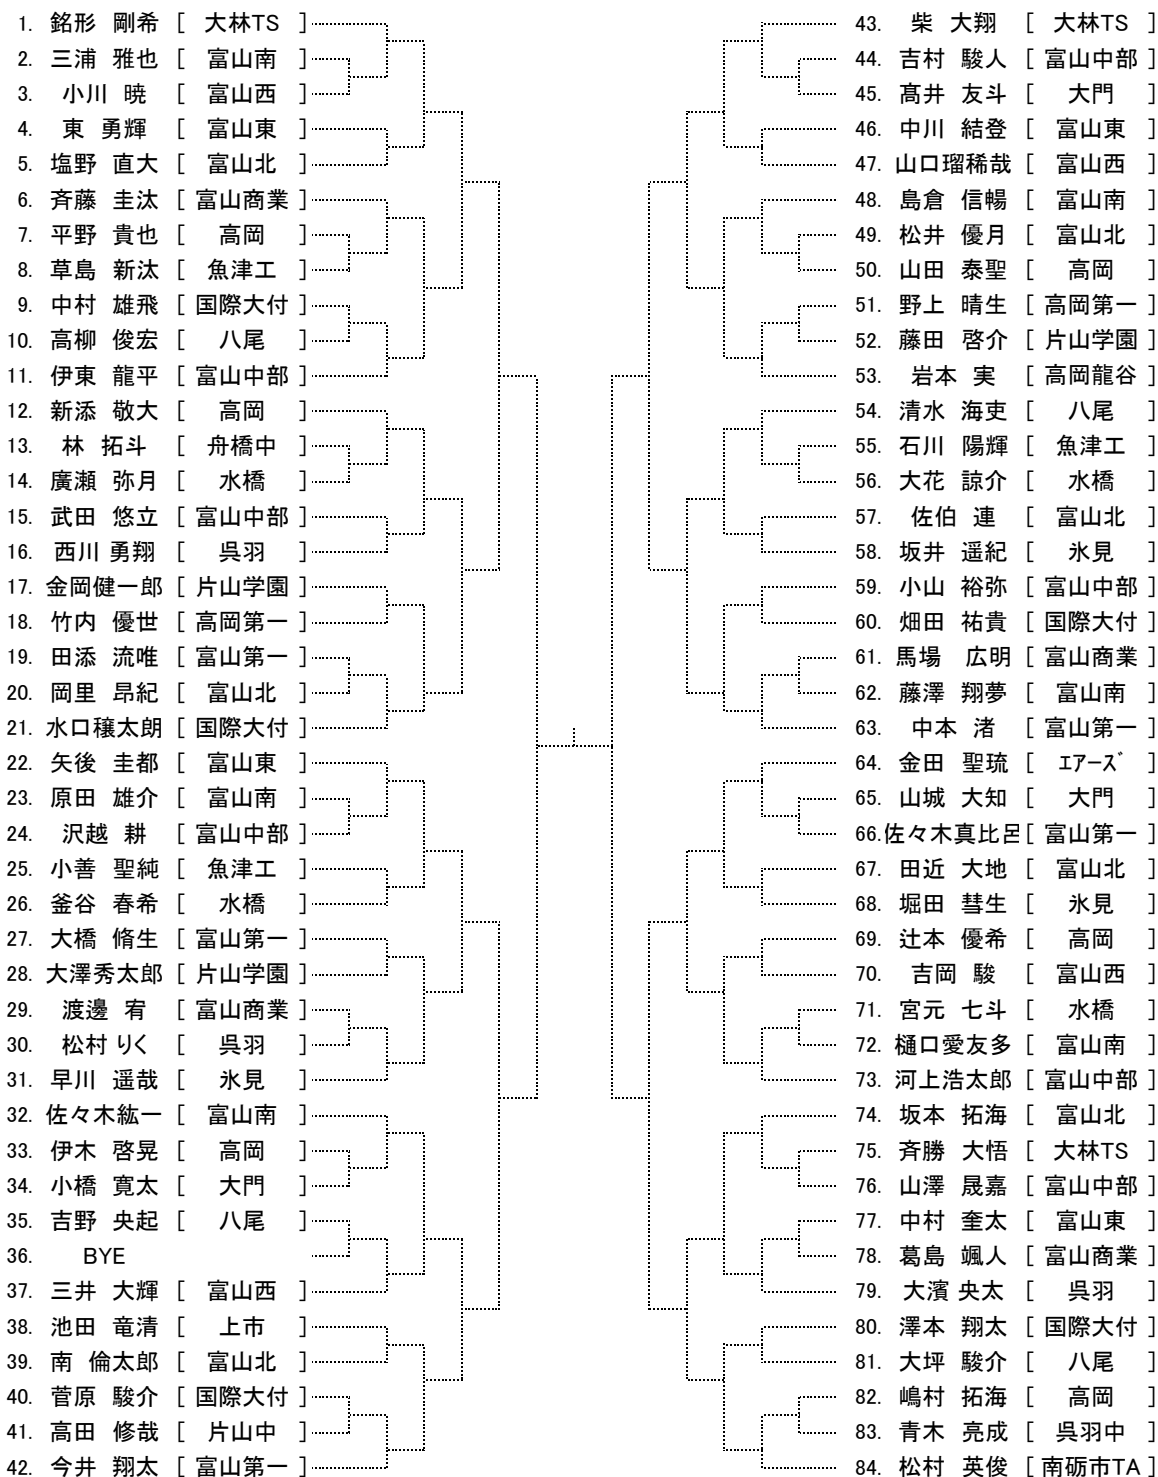 1. 銘形 剛希 [ 大林TS ]
2. 三浦 雅也 [ 富山南 ]
3. 小川 暁 [ 富山西 ]
4. 東 勇輝 [ 富山東 ]
5. 塩野 直大 [ 富山北 ]
6. 斉藤 圭汰 [ 富山商業 ]
7. 平野 貴也 [ 高岡 ]
8. 草島 新汰 [ 魚津工 ]
9. 中村 雄飛 [ 国際大付 ]
10. 高柳 俊宏 [ 八尾 ]
11. 伊東 龍平 [ 富山中部 ]
12. 新添 敬大 [ 高岡 ]
13. 林 拓斗 [ 舟橋中 ]
14. 廣瀬 弥月 [ 水橋 ]
15. 武田 悠立 [ 富山中部 ]
16. 西川 勇翔 [ 呉羽 ]
17. 金岡健一郎 [ 片山学園 ]
18. 竹内 優世 [ 高岡第一 ]
19. 田添 流唯 [ 富山第一 ]
20. 岡里 昂紀 [ 富山北 ]
21. 水口穣太朗 [ 国際大付 ]
22. 矢後 圭都 [ 富山東 ]
23. 原田 雄介 [ 富山南 ]
24. 沢越 耕 [ 富山中部 ]
25. 小善 聖純 [ 魚津工 ]
26. 釜谷 春希 [ 水橋 ]
27. 大橋 脩生 [ 富山第一 ]
28. 大澤秀太郎 [ 片山学園 ]
29. 渡邊 宥 [ 富山商業 ]
30. 松村 りく [ 呉羽 ]
31. 早川 遥哉 [ 氷見 ]
32. 佐々木紘一 [ 富山南 ]
33. 伊木 啓晃 [ 高岡 ]
34. 小橋 寛太 [ 大門 ]
35. 吉野 央起 [ 八尾 ]
36. BYE
37. 三井 大輝 [ 富山西 ]
38. 池田 竜清 [ 上市 ]
39. 南 倫太郎 [ 富山北 ]
40. 菅原 駿介 [ 国際大付 ]
41. 高田 修哉 [ 片山中 ]
42. 今井 翔太 [ 富山第一 ]
43. 柴 大翔 [ 大林TS ]
44. 吉村 駿人 [ 富山中部 ]
45. 髙井 友斗 [ 大門 ]
46. 中川 結登 [ 富山東 ]
47. 山口瑠稀哉 [ 富山西 ]
48. 島倉 信暢 [ 富山南 ]
49. 松井 優月 [ 富山北 ]
50. 山田 泰聖 [ 高岡 ]
51. 野上 晴生 [ 高岡第一 ]
52. 藤田 啓介 [ 片山学園 ]
53. 岩本 実 [ 高岡龍谷 ]
54. 清水 海吏 [ 八尾 ]
55. 石川 陽輝 [ 魚津工 ]
56. 大花 諒介 [ 水橋 ]
57. 佐伯 連 [ 富山北 ]
58. 坂井 遥紀 [ 氷見 ]
59. 小山 裕弥 [ 富山中部 ]
60. 畑田 祐貴 [ 国際大付 ]
61. 馬場 広明 [ 富山商業 ]
62. 藤澤 翔夢 [ 富山南 ]
63. 中本 渚 [ 富山第一 ]
64. 金田 聖琉 [ エアーズ ]
65. 山城 大知 [ 大門 ]
66. 佐々木真比呂 [ 富山第一 ]
67. 田近 大地 [ 富山北 ]
68. 堀田 彗生 [ 氷見 ]
69. 辻本 優希 [ 高岡 ]
70. 吉岡 駿 [ 富山西 ]
71. 宮元 七斗 [ 水橋 ]
72. 樋口愛友多 [ 富山南 ]
73. 河上浩太郎 [ 富山中部 ]
74. 坂本 拓海 [ 富山北 ]
75. 斉勝 大悟 [ 大林TS ]
76. 山澤 晟嘉 [ 富山中部 ]
77. 中村 奎太 [ 富山東 ]
78. 葛島 颯人 [ 富山商業 ]
79. 大濱 央太 [ 呉羽 ]
80. 澤本 翔太 [ 国際大付 ]
81. 大坪 駿介 [ 八尾 ]
82. 嶋村 拓海 [ 高岡 ]
83. 青木 亮成 [ 呉羽中 ]
84. 松村 英俊 [ 南砺市TA ]